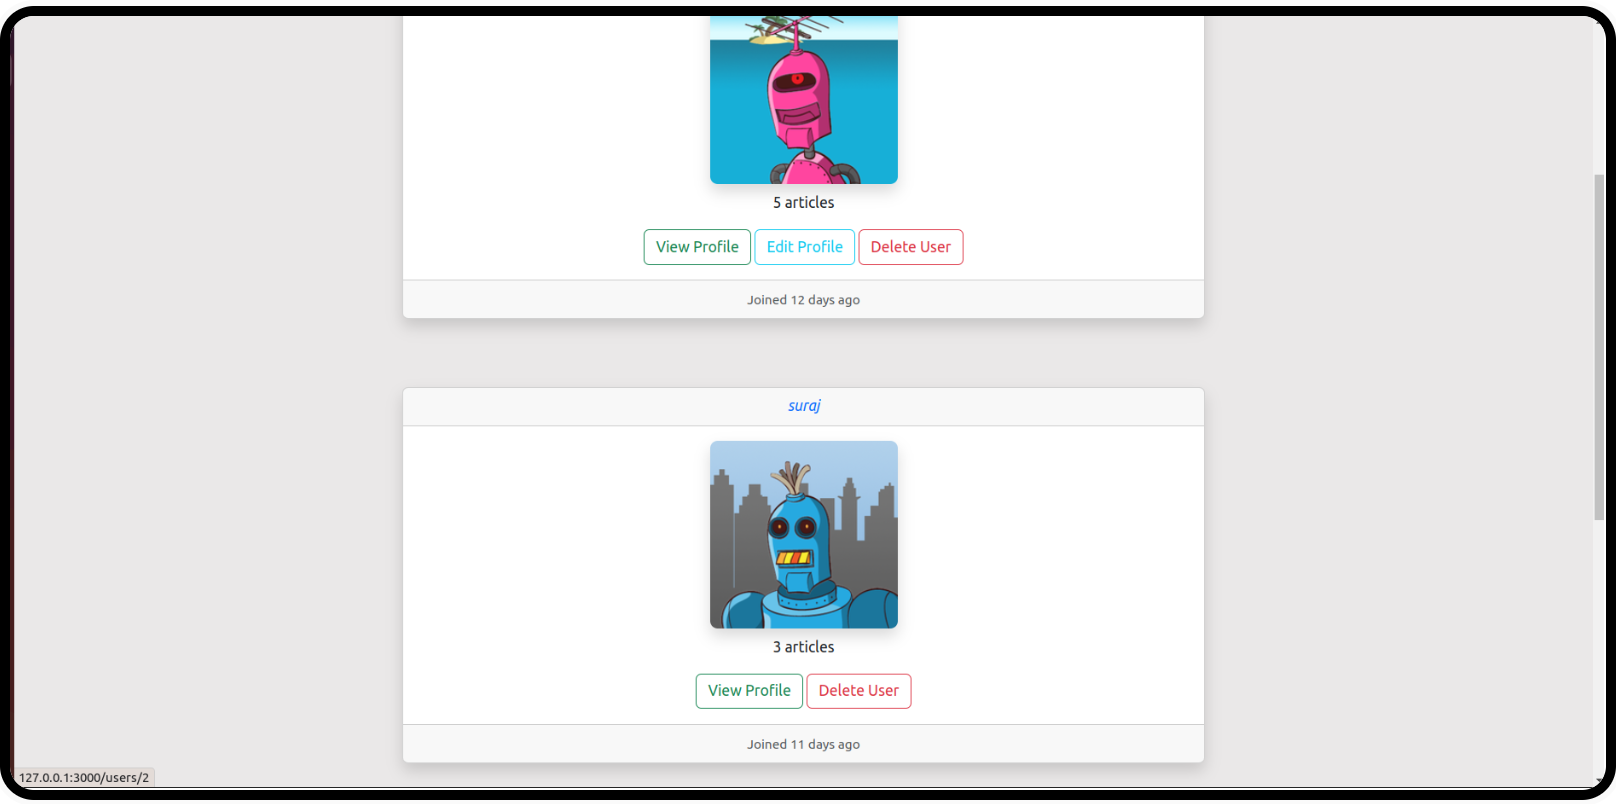 5 articles
View Profile Edit Profile Delete User
Joined 12 days ago
suraj
3 articles
View Profile Delete User
Joined 11 days ago
127.0.0.1:3000/users/2